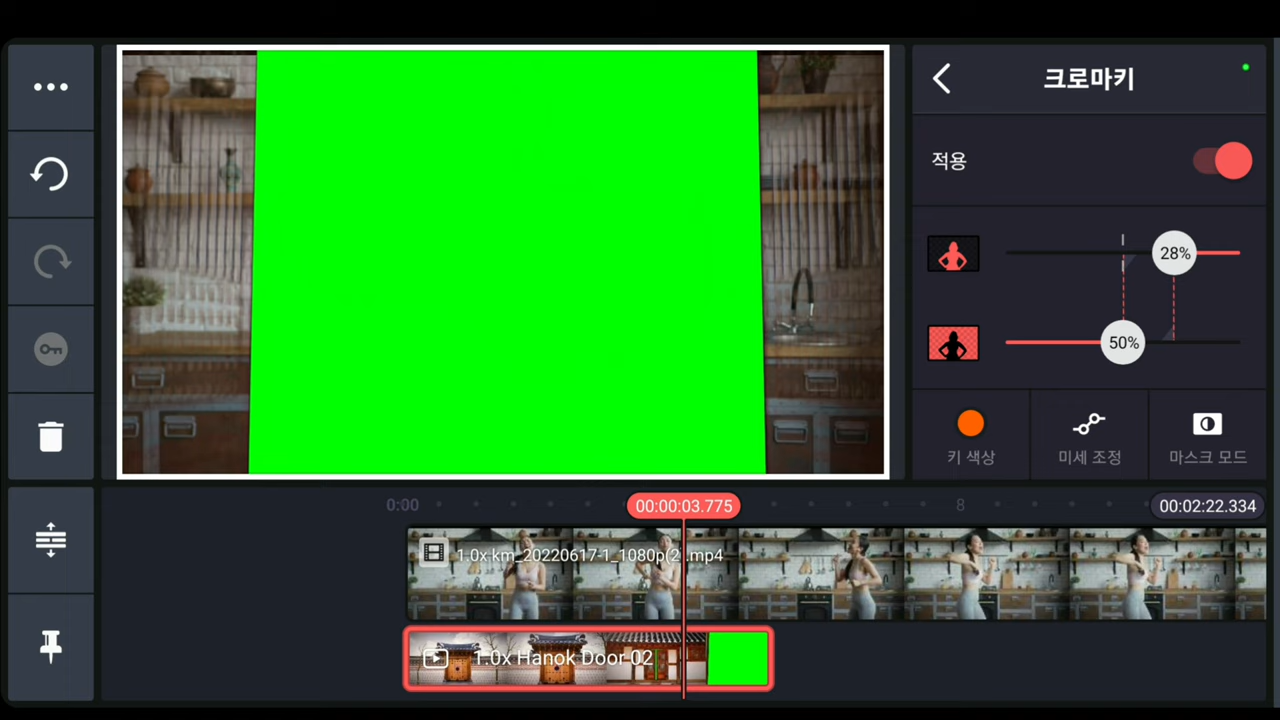 크로마키
적용
28%
50%
키 색상
미세 조정
마스크 모드
0:00
00:00:03.775
8
00:02:22.334
1.0x km_20220617-1_1080p(2).mp4
1.0x Hanok Door 02